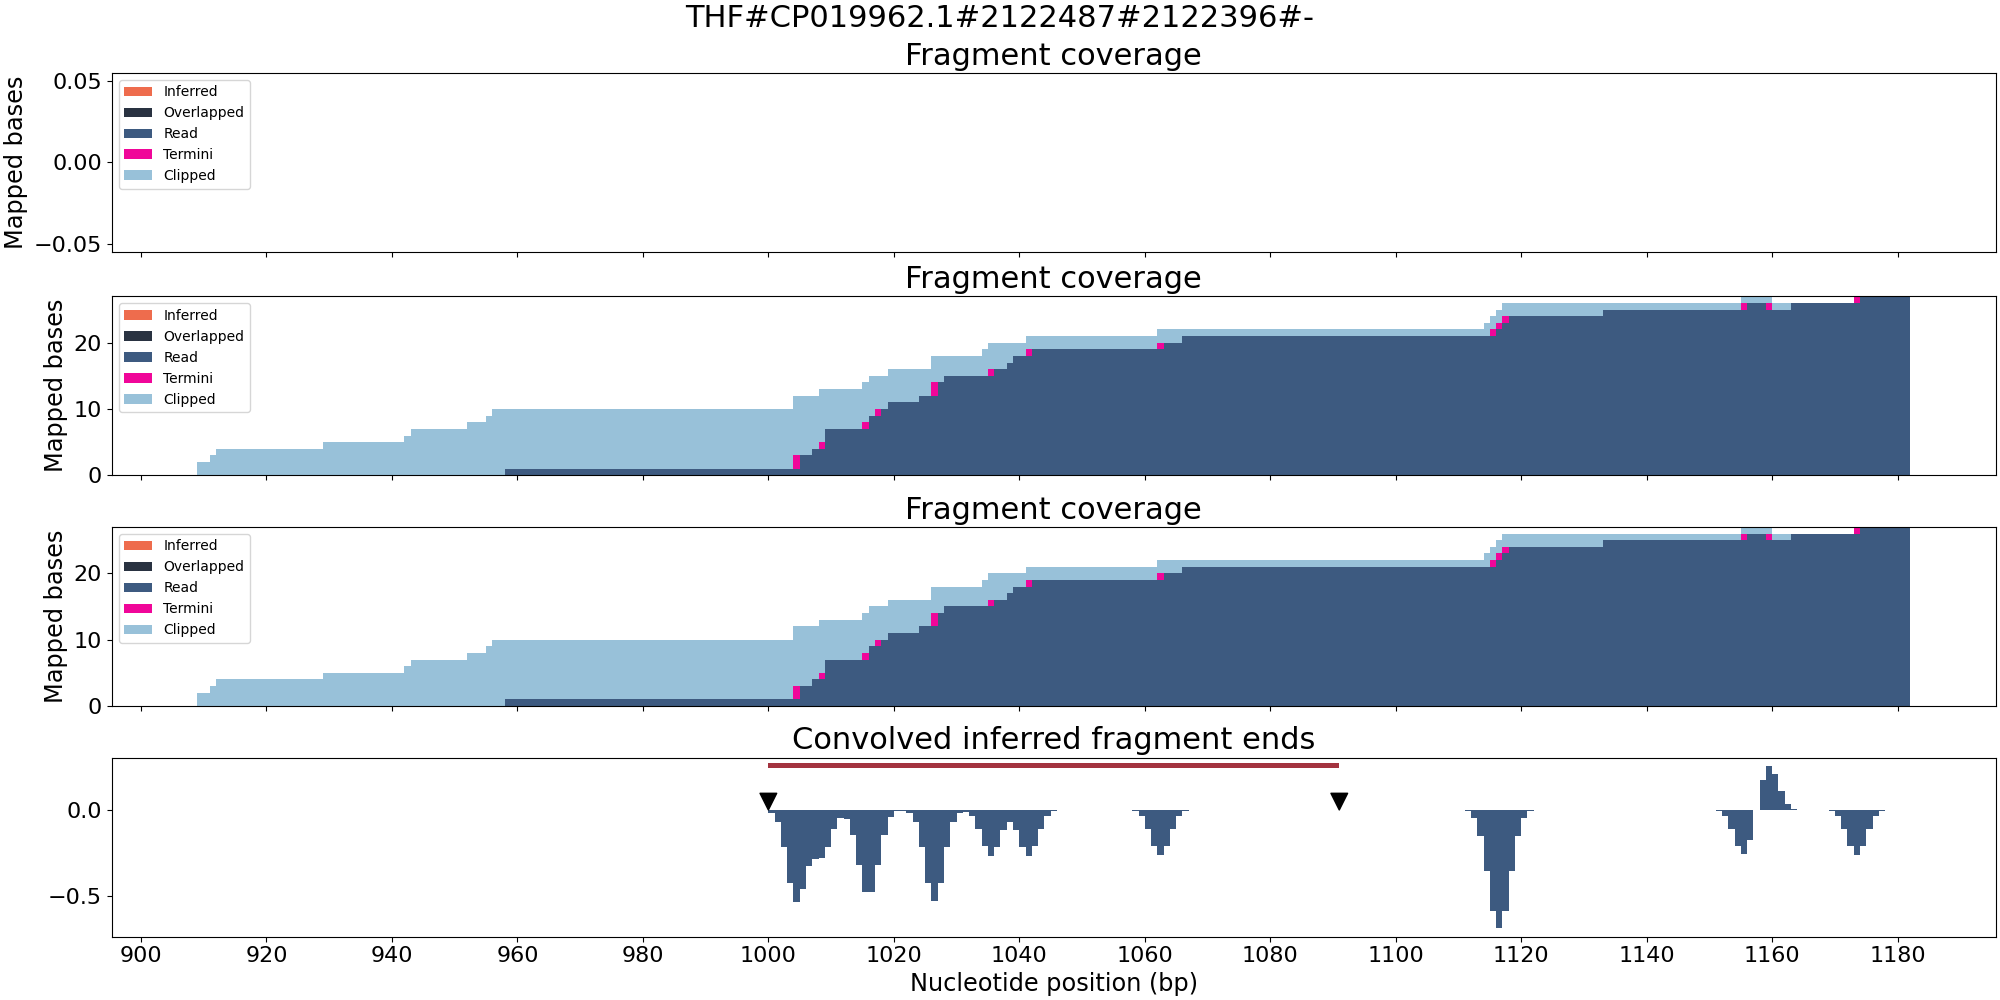 THF#CP019962.1#2122487#2122396#-
Fragment coverage
Mapped bases
0.05
0.00
−0.05
Inferred
Overlapped
Read
Termini
Clipped
Fragment coverage
Mapped bases
20
10
0
Inferred
Overlapped
Read
Termini
Clipped
Fragment coverage
Mapped bases
20
10
0
Inferred
Overlapped
Read
Termini
Clipped
Convolved inferred fragment ends
0.0
−0.5
900 920 940 960 980 1000 1020 1040 1060 1080 1100 1120 1140 1160 1180
Nucleotide position (bp)